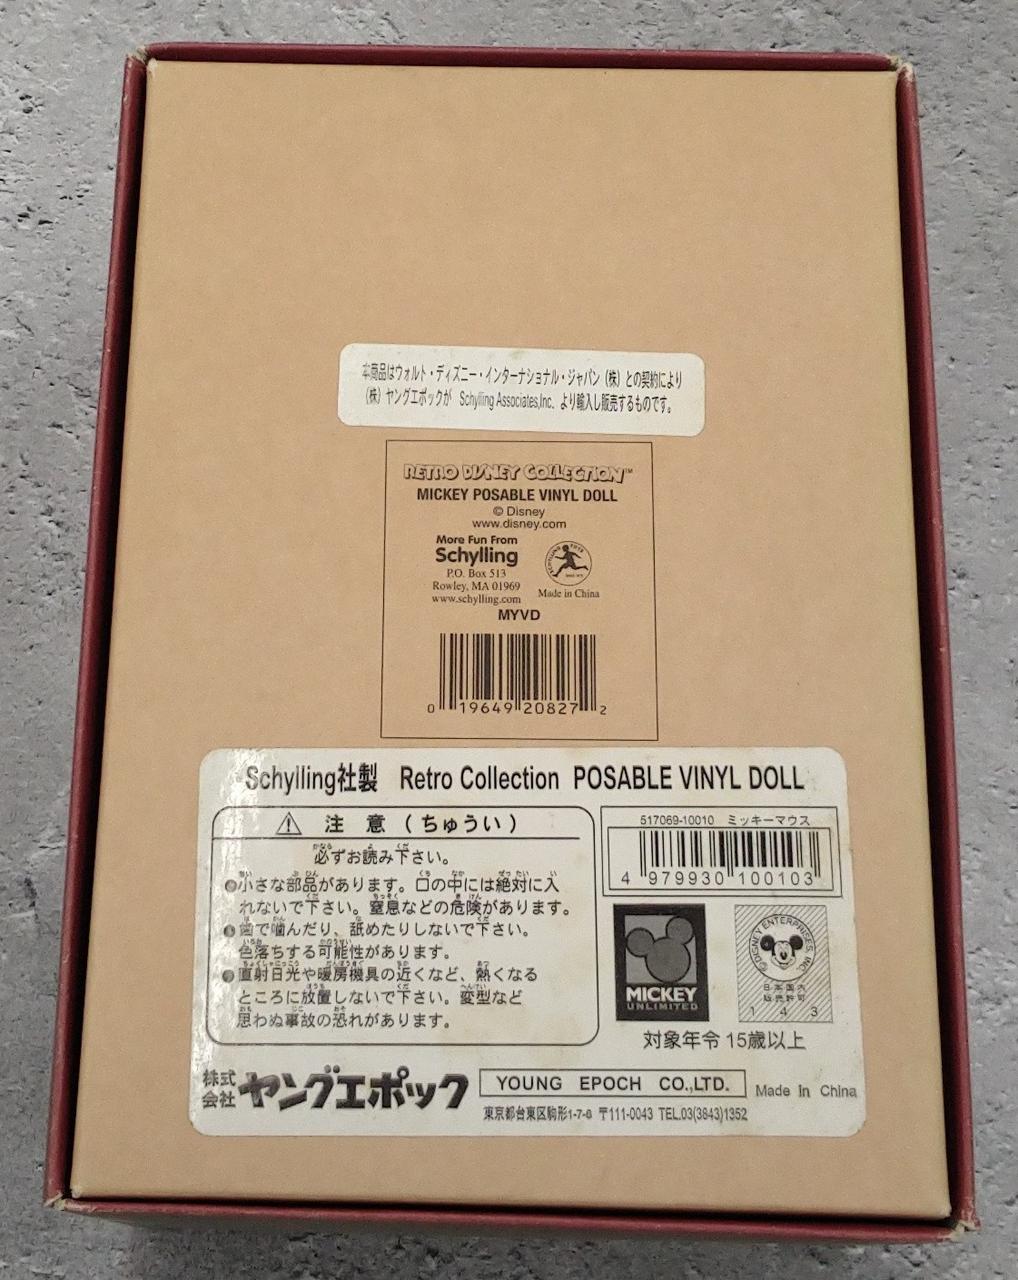 本商品はウォルト・ディズニー・インターナショナル・ジャパン（株）との契約により
（株）ヤングエポックが Schylling Associates,Inc. より輸入し販売するものです。
RETRO DISNEY COLLECTION™
MICKEY POSABLE VINYL DOLL
© Disney
www.disney.com
More Fun From
Schylling
P.O. Box 513
Rowley, MA 01969
www.schylling.com
Made in China
MYVD
0 19649 20827 2
Schylling社製 Retro Collection POSABLE VINYL DOLL
注 意 （ちゅうい）
必ずお読み下さい。
●小さな部品があります。口の中には絶対に入
れないで下さい。窒息などの危険があります。
●歯で噛んだり、舐めたりしないで下さい。
色落ちする可能性があります。
●直射日光や暖房機具の近くなど、熱くなる
ところに放置しないで下さい。変型など
思わぬ事故の恐れがあります。
517069-10010 ミッキーマウス
4 979930 100103
MICKEY
UNLIMITED
©DISNEY ENTERPRISES, INC.
日本国内
販売許可
1 4 3
対象年令 15歳以上
株式
会社 ヤングエポック
YOUNG EPOCH CO.,LTD.
Made In China
東京都台東区駒形1-7-6 〒111-0043 TEL.03(3843)1352